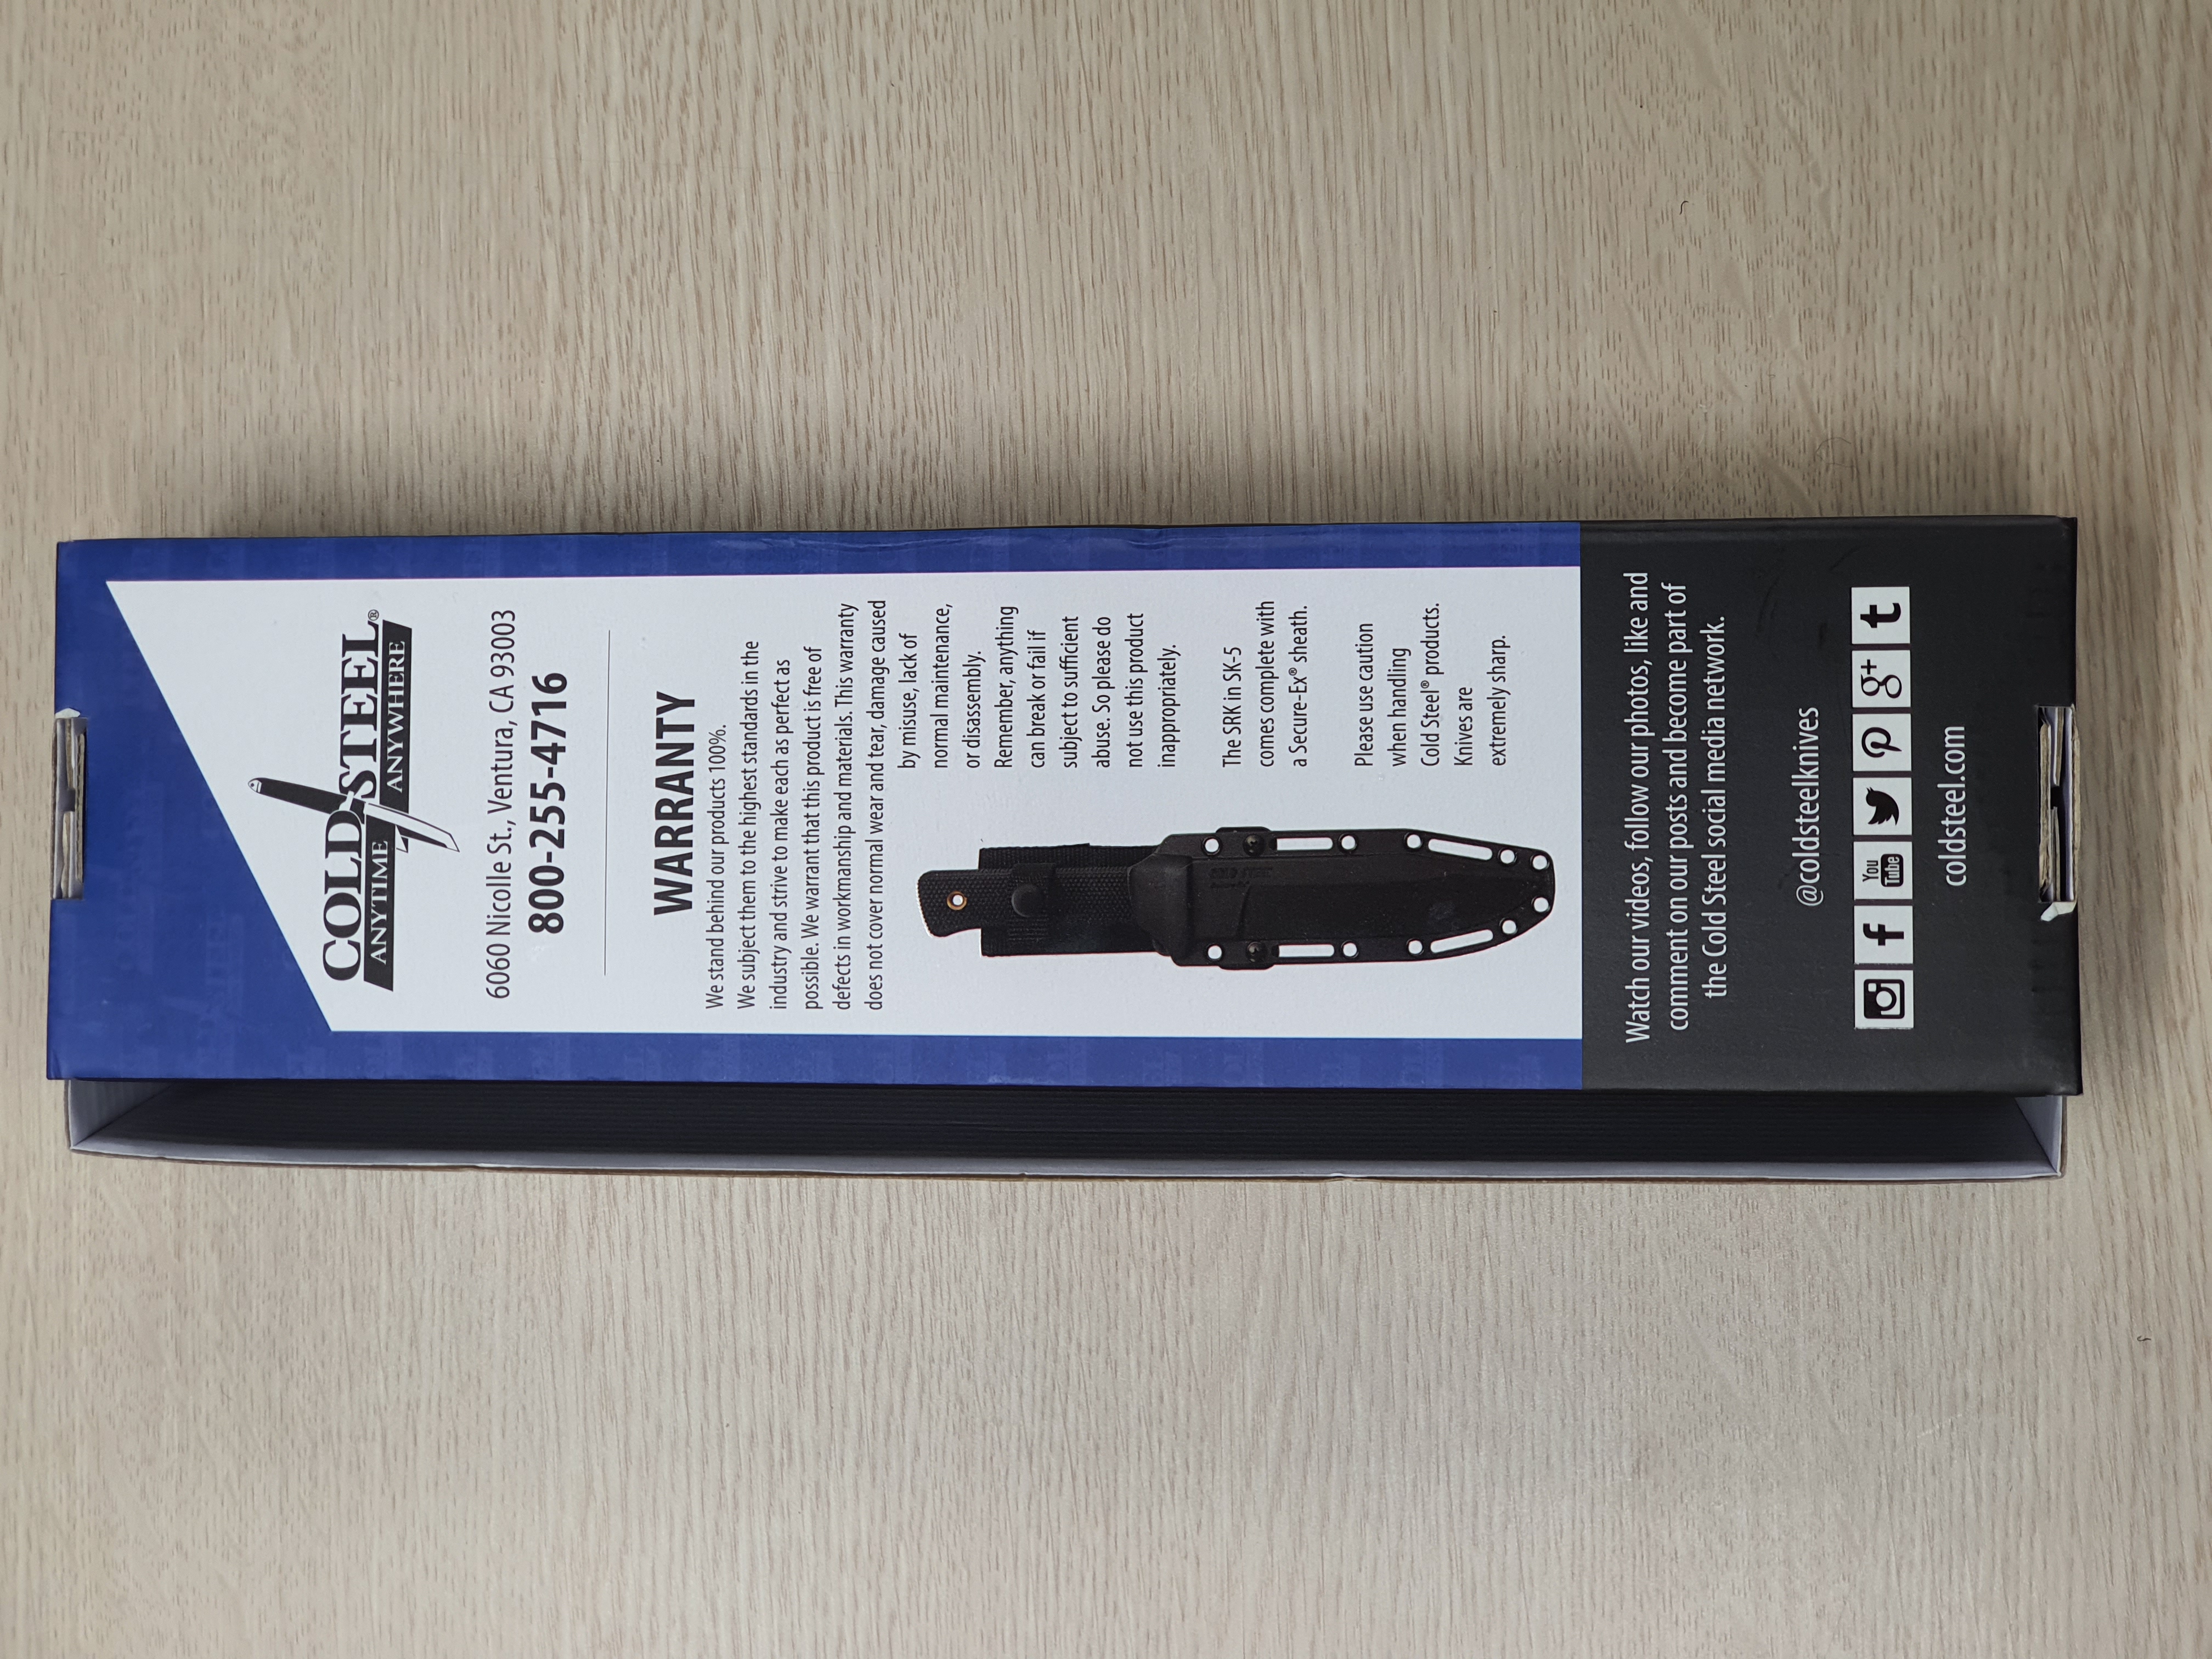 COLD STEEL®
ANYTIME ANYWHERE
6060 Nicolle St., Ventura, CA 93003
800-255-4716
WARRANTY
We stand behind our products 100%.
We subject them to the highest standards in the
industry and strive to make each as perfect as
possible. We warrant that this product is free of
defects in workmanship and materials. This warranty
does not cover normal wear and tear, damage caused
by misuse, lack of
normal maintenance,
or disassembly.
Remember, anything
can break or fail if
subject to sufficient
abuse. So please do
not use this product
inappropriately.
The SRK in SK-5
comes complete with
a Secure-Ex® sheath.
Please use caution
when handling
Cold Steel® products.
Knives are
extremely sharp.
Watch our videos, follow our photos, like and
comment on our posts and become part of
the Cold Steel social media network.
@coldsteelknives
f You Tube g+ t
coldsteel.com